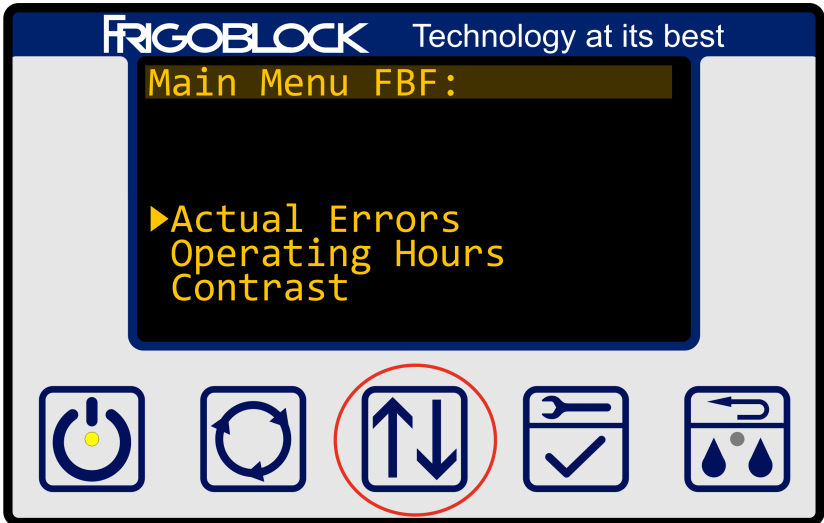 FRIGOBLOCK Technology at its best
Main Menu FBF:
Actual Errors
Operating Hours
Contrast